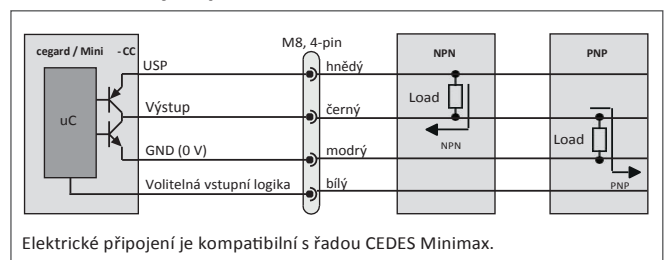 cegard / Mini - CC
M8, 4-pin
NPN
PNP
USP
hnědý
Load
Výstup
černý
uC
Load
GND (0 V)
modrý
NPN
Volitelná vstupní logika
bílý
PNP
Elektrické připojení je kompatibilní s řadou CEDES Minimax.